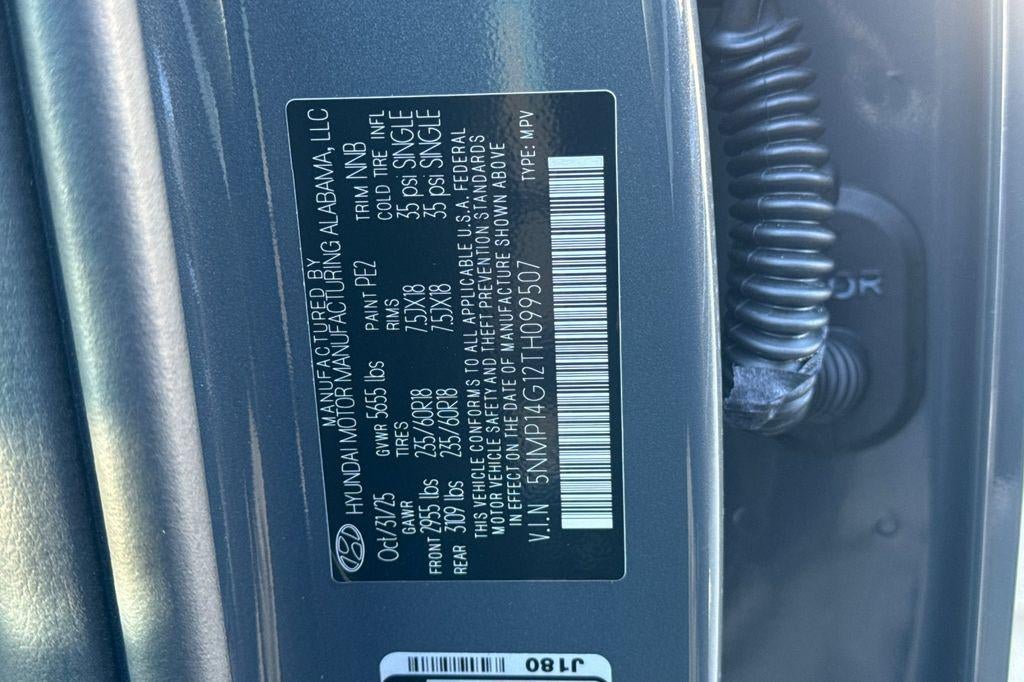 MANUFACTURED BY
HYUNDAI MOTOR MANUFACTURING ALABAMA, LLC
Oct/31/25 GVWR 5655 lbs PAINT PE2 TRIM NNB
GAWR TIRES RIMS COLD TIRE INFL
FRONT 2955 lbs 235/60R18 7.5JX18 35 psi SINGLE
REAR 3109 lbs 235/60R18 7.5JX18 35 psi SINGLE
THIS VEHICLE CONFORMS TO ALL APPLICABLE U.S.A. FEDERAL
MOTOR VEHICLE SAFETY AND THEFT PREVENTION STANDARDS
IN EFFECT ON THE DATE OF MANUFACTURE SHOWN ABOVE
V.I.N 5NMP14G12TH099507 TYPE: MPV
J180